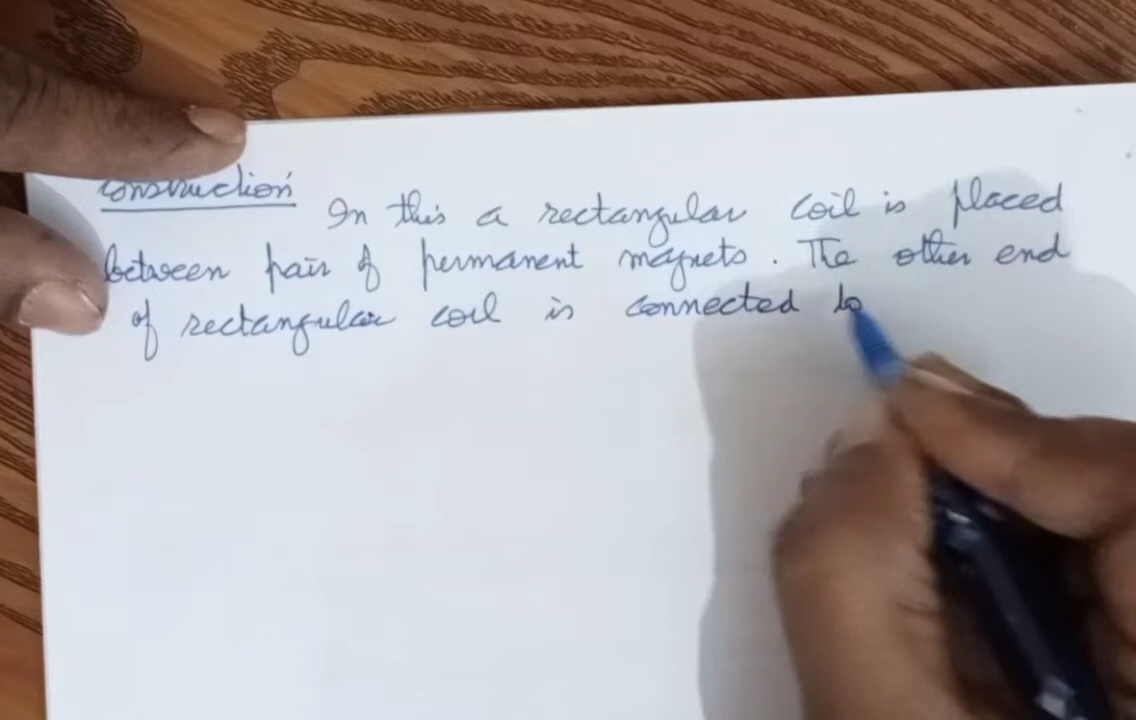 Construction
In this a rectangular coil is placed
between pair of permanent magnets. The other end
of rectangular coil is connected to